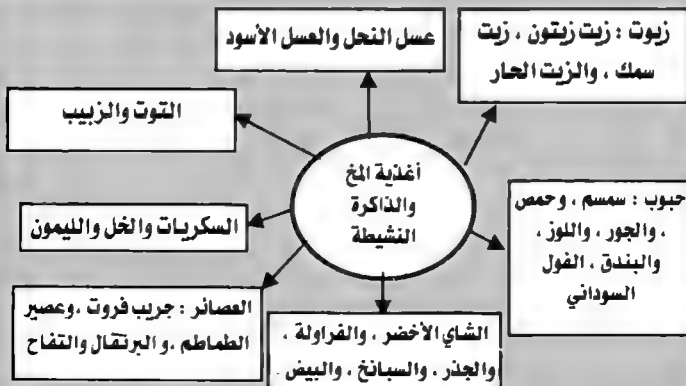 زيوت : زيت زيتون ، زيت
سمك ، والزيت الحار
عسل النحل والعسل الأسود
التوت والزبيب
أغذية المخ
والذاكرة
النشيطة
حبوب : سمسم ، وحمص
، والجور ، واللوز ،
والبندق ، الفول
السوداني
السكريات والخل والليمون
العصائر : جريب فروت ، وعصير
الطماطم ، و البرتقال والتفاح
الشاي الأخضر ، والفراولة ،
والجذر ، والسبانخ ، والبيض .